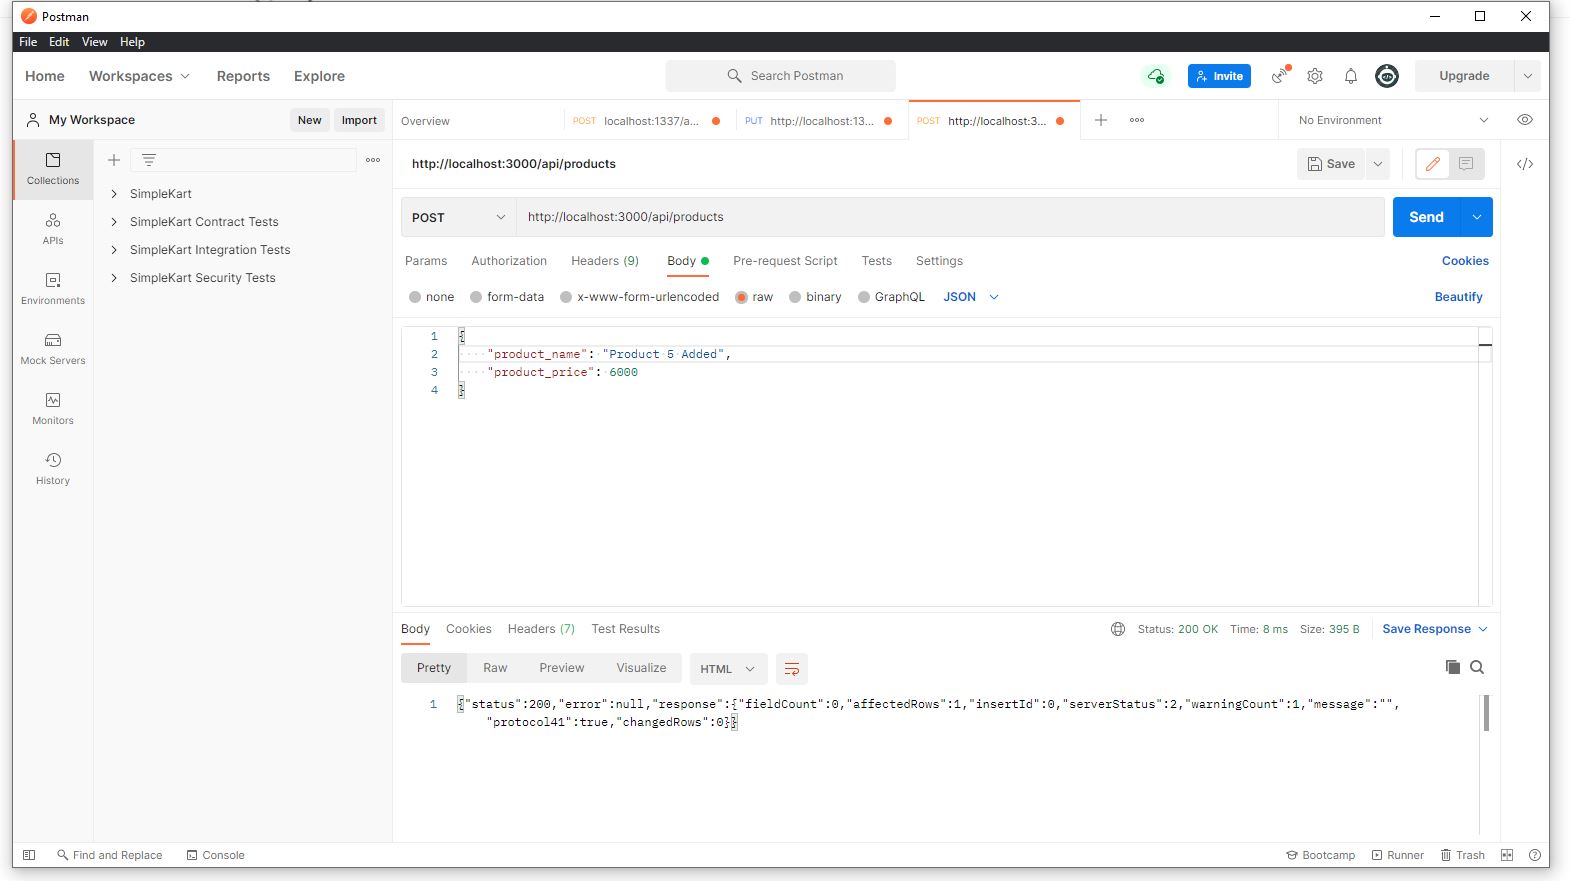 Postman
File Edit View Help
Home Workspaces Reports Explore Search Postman Invite Upgrade
My Workspace New Import
Overview POST localhost:1337/a... PUT http://localhost:13... POST http://localhost:3... No Environment
http://localhost:3000/api/products Save
Collections
APIs
Environments
Mock Servers
Monitors
History
SimpleKart
SimpleKart Contract Tests
SimpleKart Integration Tests
SimpleKart Security Tests
POST http://localhost:3000/api/products Send
Params Authorization Headers (9) Body Pre-request Script Tests Settings Cookies
none form-data x-www-form-urlencoded raw binary GraphQL JSON Beautify
1 {
2 "product_name": "Product 5 Added",
3 "product_price": 6000
4 }
Body Cookies Headers (7) Test Results Status: 200 OK Time: 8 ms Size: 395 B Save Response
Pretty Raw Preview Visualize HTML
1 {"status":200,"error":null,"response":{"fieldCount":0,"affectedRows":1,"insertId":0,"serverStatus":2,"warningCount":1,"message":"",
"protocol41":true,"changedRows":0}}
Find and Replace Console Bootcamp Runner Trash